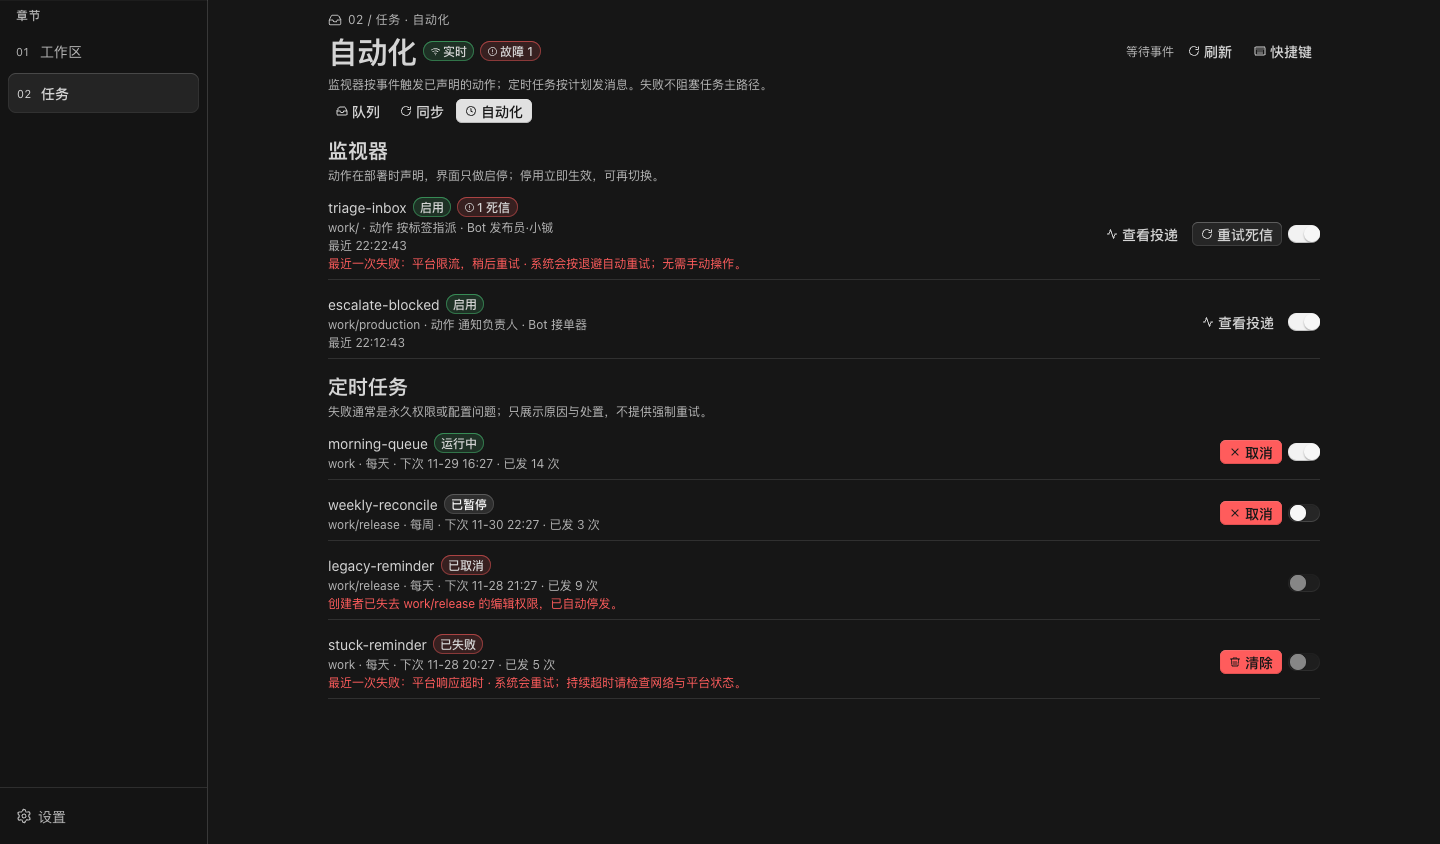 章节
01 工作区
02 任务
设置
02 / 任务 · 自动化
自动化 实时 故障 1
等待事件 刷新 快捷键
监视器按事件触发已声明的动作；定时任务按计划发消息。失败不阻塞任务主路径。
队列 同步 自动化
监视器
动作在部署时声明，界面只做启停；停用立即生效，可再切换。
triage-inbox 启用 1 死信
work/ · 动作 按标签指派 · Bot 发布员·小铖
最近 22:22:43
最近一次失败：平台限流，稍后重试 · 系统会按退避自动重试；无需手动操作。
查看投递 重试死信
escalate-blocked 启用
work/production · 动作 通知负责人 · Bot 接单器
最近 22:12:43
查看投递
定时任务
失败通常是永久权限或配置问题；只展示原因与处置，不提供强制重试。
morning-queue 运行中
work · 每天 · 下次 11-29 16:27 · 已发 14 次
取消
weekly-reconcile 已暂停
work/release · 每周 · 下次 11-30 22:27 · 已发 3 次
取消
legacy-reminder 已取消
work/release · 每天 · 下次 11-28 21:27 · 已发 9 次
创建者已失去 work/release 的编辑权限，已自动停发。
stuck-reminder 已失败
work · 每天 · 下次 11-28 20:27 · 已发 5 次
最近一次失败：平台响应超时 · 系统会重试；持续超时请检查网络与平台状态。
清除